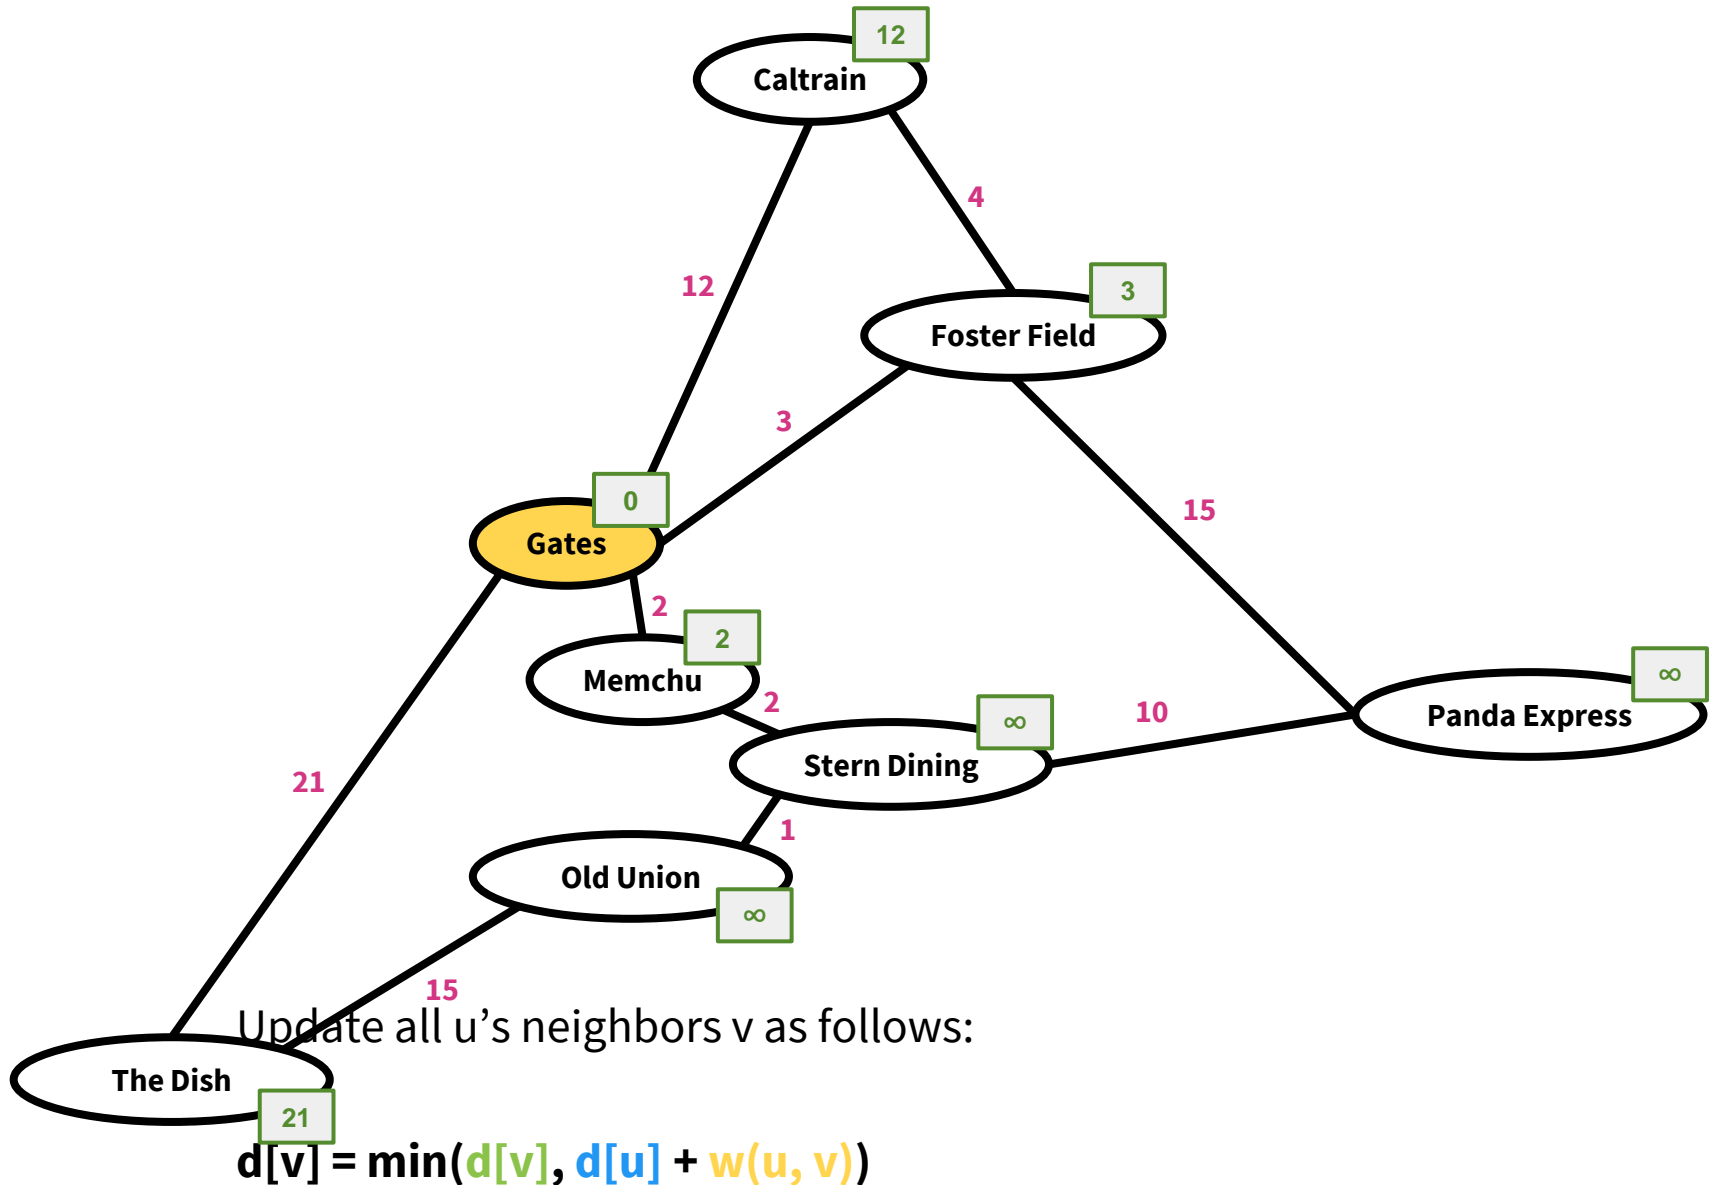 12
Caltrain
4
12
3
Foster Field
3
0
15
Gates
2
2
∞
Memchu
2
∞
10
Panda Express
Stern Dining
21
1
Old Union
∞
15
Update all u’s neighbors v as follows:
The Dish
21
d[v] = min(d[v], d[u] + w(u, v))